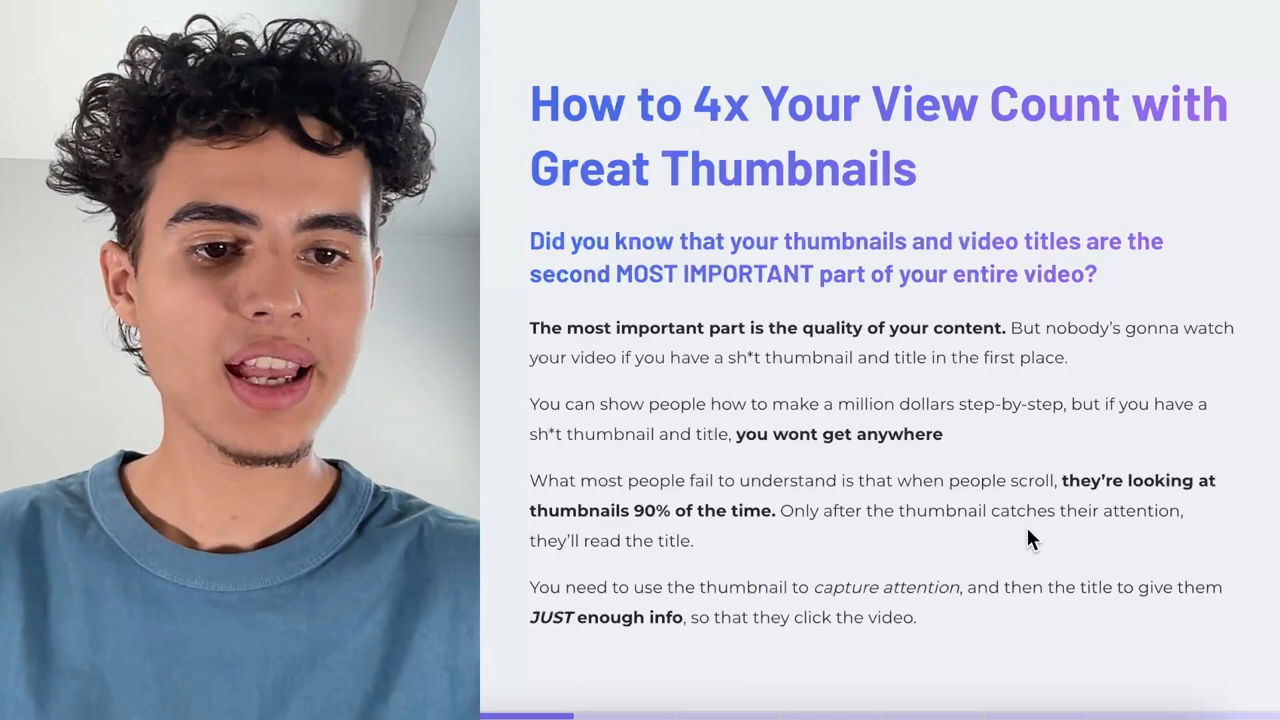 How to 4x Your View Count with
Great Thumbnails
Did you know that your thumbnails and video titles are the
second MOST IMPORTANT part of your entire video?
The most important part is the quality of your content. But nobody’s gonna watch
your video if you have a sh*t thumbnail and title in the first place.
You can show people how to make a million dollars step-by-step, but if you have a
sh*t thumbnail and title, you wont get anywhere
What most people fail to understand is that when people scroll, they’re looking at
thumbnails 90% of the time. Only after the thumbnail catches their attention,
they’ll read the title.
You need to use the thumbnail to capture attention, and then the title to give them
JUST enough info, so that they click the video.